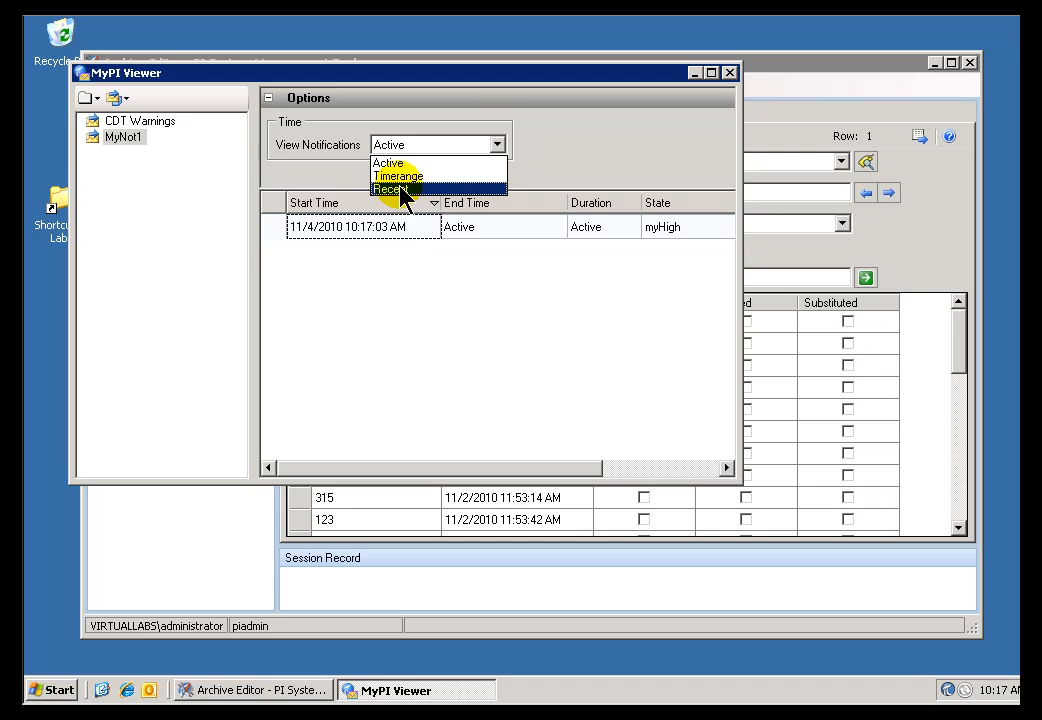 Recycle
MyPI Viewer
Options
CDT Warnings
MyNot1
Time
View Notifications
Active
Active
Timerange
Recent
Row: 1
Start Time
End Time
Duration
State
11/4/2010 10:17:03 AM
Active
Active
myHigh
Shortcu
Lab
Substituted
315
11/2/2010 11:53:14 AM
123
11/2/2010 11:53:42 AM
Session Record
VIRTUALLABS\administrator
piadmin
Start
Archive Editor - PI Syste...
MyPI Viewer
10:17 AM